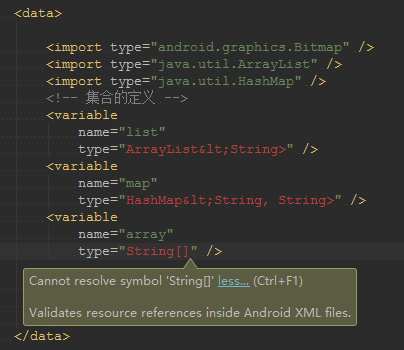 <data>
<import type="android.graphics.Bitmap" />
<import type="java.util.ArrayList" />
<import type="java.util.HashMap" />
<!-- 集合的定义 -->
<variable
name="list"
type="ArrayList&lt;String>" />
<variable
name="map"
type="HashMap&lt;String, String>" />
<variable
name="array"
type="String[]" />
Cannot resolve symbol 'String[]' less... (Ctrl+F1)
Validates resource references inside Android XML files.
</data>